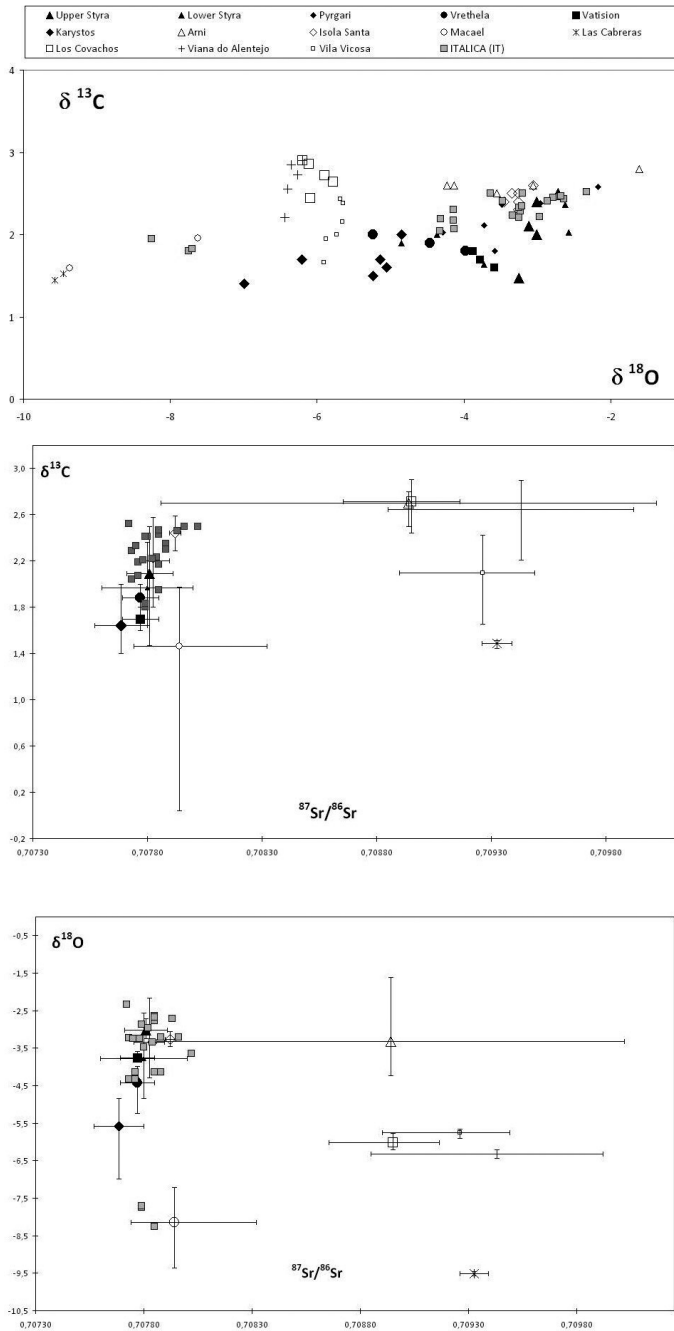 Upper Styra Lower Styra Pyrgari Vrethela Vatision
Karystos Arni Isola Santa Macael Las Cabreras
Los Covachos Viana do Alentejo Vila Vicosa ITALICA (IT)
4
δ ¹³C
3
2
1
δ ¹⁸O
0
-10 -8 -6 -4 -2
δ¹³C
3,0
2,6
2,2
1,8
1,4
1,0
0,6
0,2
⁸⁷Sr/⁸⁶Sr
-0,2
0,70730 0,70780 0,70830 0,70880 0,70930 0,70980
δ¹⁸O
-0,5
-1,5
-2,5
-3,5
-4,5
-5,5
-6,5
-7,5
-8,5
⁸⁷Sr/⁸⁶Sr
-9,5
-10,5
0,70730 0,70780 0,70830 0,70880 0,70930 0,70980